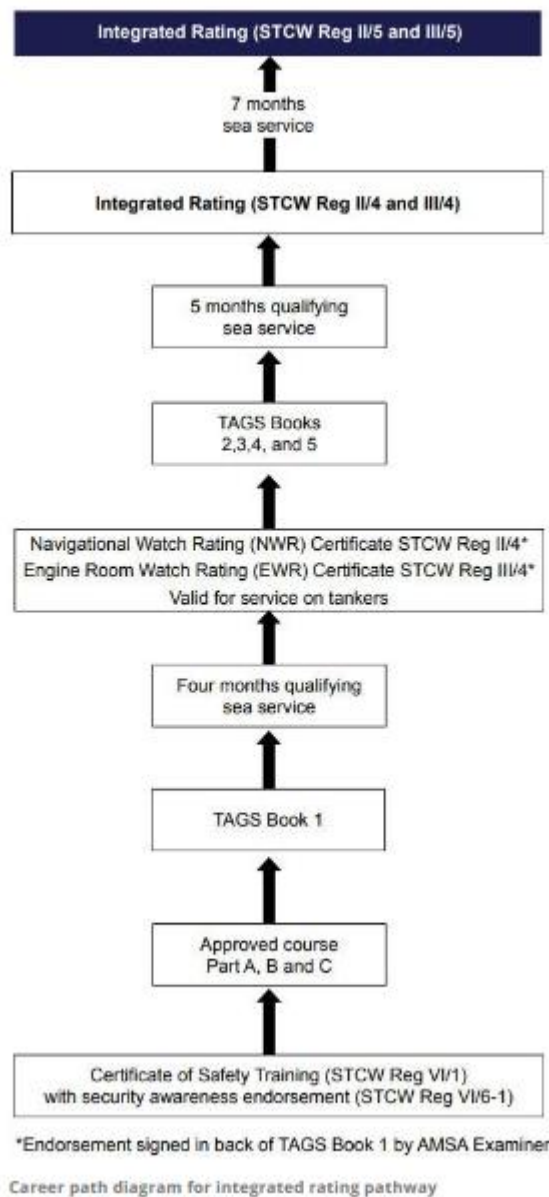 Integrated Rating (STCW Reg II/5 and III/5)
7 months
sea service
Integrated Rating (STCW Reg II/4 and III/4)
5 months qualifying
sea service
TAGS Books
2,3,4, and 5
Navigational Watch Rating (NWR) Certificate STCW Reg II/4*
Engine Room Watch Rating (EWR) Certificate STCW Reg III/4*
Valid for service on tankers
Four months qualifying
sea service
TAGS Book 1
Approved course
Part A, B and C
Certificate of Safety Training (STCW Reg VI/1)
with security awareness endorsement (STCW Reg VI/6-1)
*Endorsement signed in back of TAGS Book 1 by AMSA Examiner
Career path diagram for integrated rating pathway